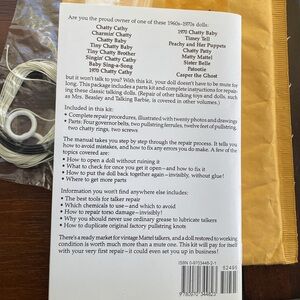 Are you the proud owner of one of these 1960s-1970s dolls:
Chatty Cathy
Charmin' Chatty
Chatty Baby
Tiny Chatty Baby
Tiny Chatty Brother
Singin' Chatty Cathy
Baby Sing-a-Song
1970 Chatty Cathy
1970 Chatty Baby
Timey Tell
Peachy and Her Puppets
Chatty Patty
Matty Mattel
Sister Belle
Patootie
Casper the Ghost
but it won't talk to you? With this kit, your doll doesn't have to be mute for
long. This package includes a parts kit and complete instructions for repair-
ing these classic talking dolls. (Repair of other talking toys and dolls, such as
Mrs. Beasley and Talking Barbie, is covered in other volumes.)
Included in this kit:
• Complete repair procedures, illustrated with twenty photos and drawings
• Parts: Four governor belts, two pullstring ferrules, twelve feet of pullstring,
two chatty rings, two screws
The manual takes you step by step through the repair process. It tells you
how to avoid mistakes, and how to fix any errors you do make. A few of the
topics covered are:
• How to open a doll without ruining it
• What to check for once you get it open—and how to fix it
• How to put the doll back together again—invisibly, without glue!
• Where to get more parts
Information you won't find anywhere else includes:
• The best tools for talker repair
• Which chemicals to use—and which to avoid
• How to repair torso damage—invisibly!
• Why you should never use ordinary grease to lubricate talkers
• How to duplicate original factory pullstring knots
There's a ready market for vintage Mattel talkers, and a doll restored to working
condition is worth much more than a mute one. This kit will pay for itself
with your very first repair—it could even set you up in business!